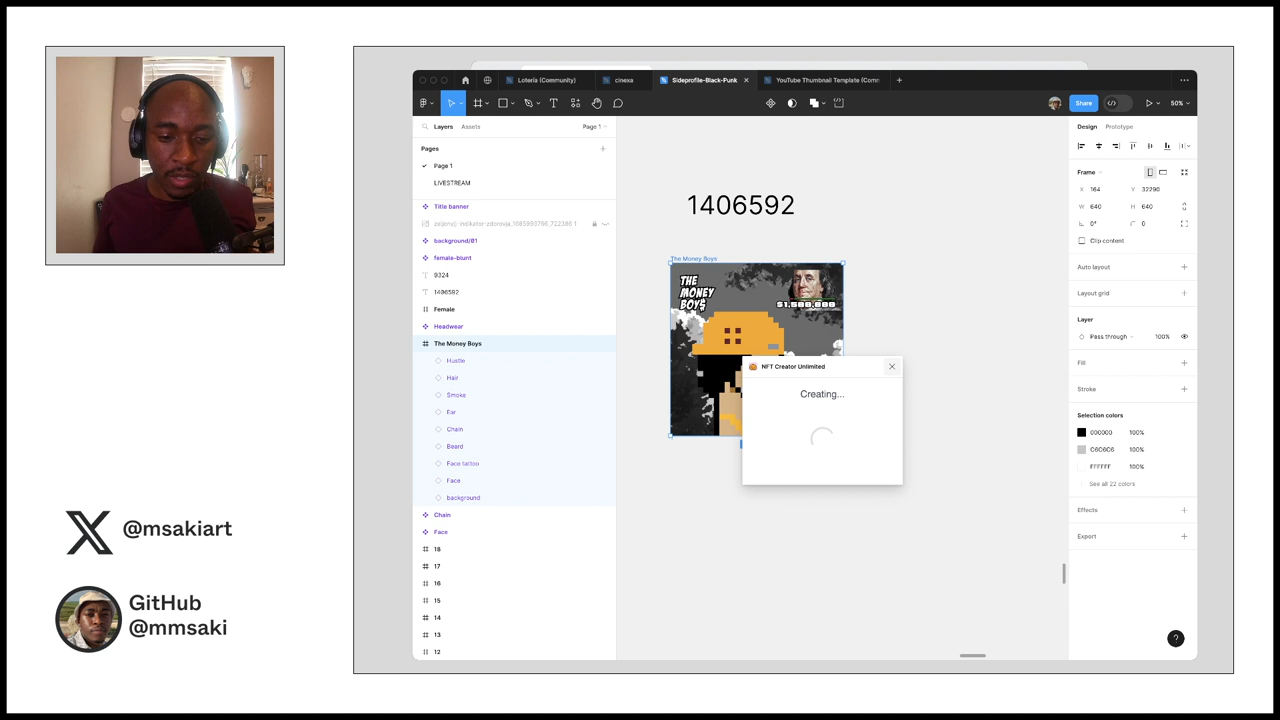 Loteria (Community)
cinexa
Sideprofile-Black-Punk
YouTube Thumbnail Template (Comm
Share
50%
Layers
Assets
Page 1
Pages
Page 1
LIVESTREAM
Title banner
background/01
female-blunt
9324
1406592
Female
Headwear
The Money Boys
Hustle
Hair
Smoke
Ear
Chain
Beard
Face tattoo
Face
background
Chain
Face
18
17
16
15
14
13
12
1406592
The Money Boys
THE
MONEY
BOYS
$1,500,000
NFT Creator Unlimited
Creating...
Design
Prototype
Frame
X 164
Y 32290
W 640
H 640
0°
0
Clip content
Auto layout
Layout grid
Layer
Pass through
100%
Fill
Stroke
Selection colors
000000 100%
C6C6C6 100%
FFFFFF 100%
See all 22 colors
Effects
Export
?
@msakiart
GitHub
@mmsaki